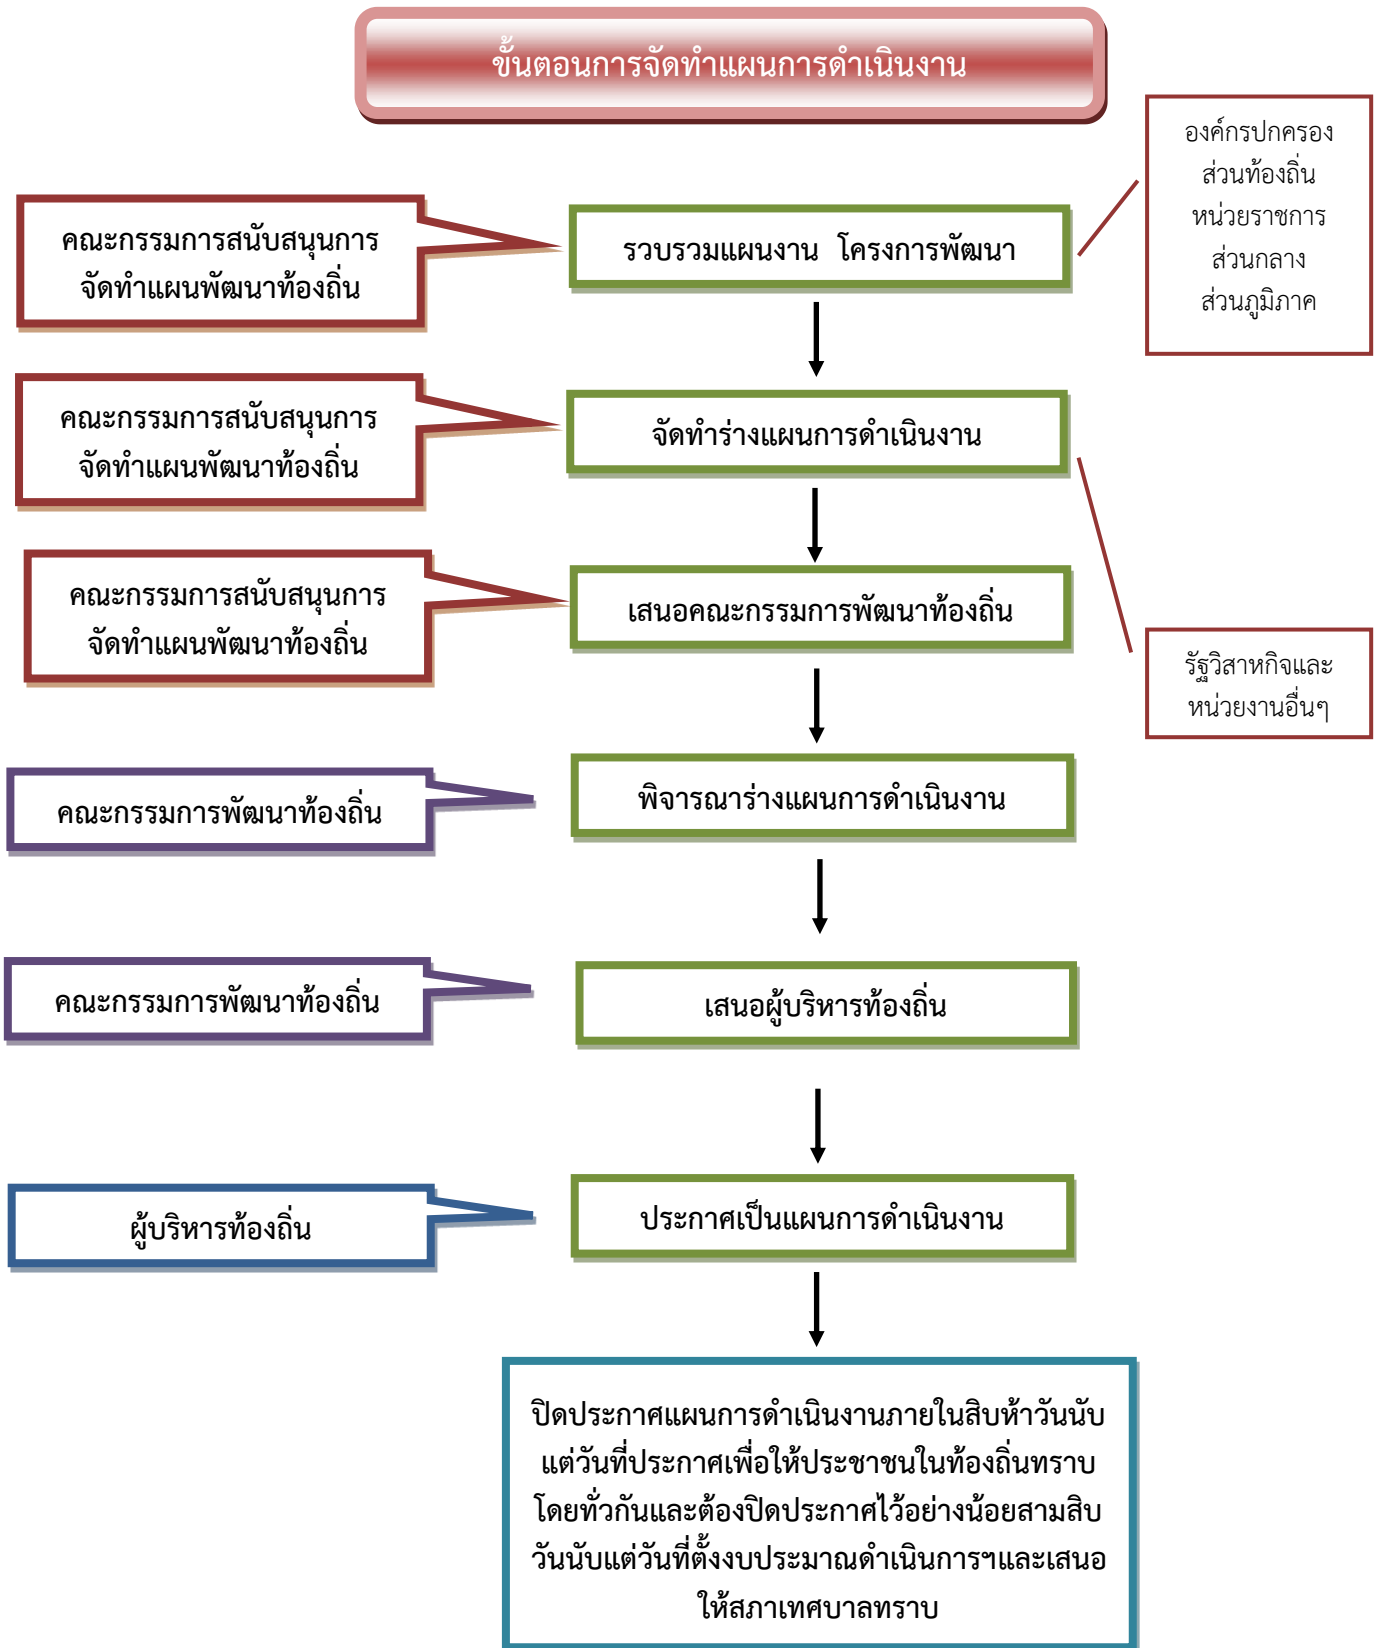 ขั้นตอนการจัดทำแผนการดำเนินงาน
องค์กรปกครอง
ส่วนท้องถิ่น
หน่วยราชการ
ส่วนกลาง
ส่วนภูมิภาค
คณะกรรมการสนับสนุนการ
จัดทำแผนพัฒนาท้องถิ่น
รวบรวมแผนงาน โครงการพัฒนา
คณะกรรมการสนับสนุนการ
จัดทำแผนพัฒนาท้องถิ่น
จัดทำร่างแผนการดำเนินงาน
คณะกรรมการสนับสนุนการ
จัดทำแผนพัฒนาท้องถิ่น
เสนอคณะกรรมการพัฒนาท้องถิ่น
รัฐวิสาหกิจและ
หน่วยงานอื่นๆ
คณะกรรมการพัฒนาท้องถิ่น
พิจารณาร่างแผนการดำเนินงาน
คณะกรรมการพัฒนาท้องถิ่น
เสนอผู้บริหารท้องถิ่น
ผู้บริหารท้องถิ่น
ประกาศเป็นแผนการดำเนินงาน
ปิดประกาศแผนการดำเนินงานภายในสิบห้าวันนับ
แต่วันที่ประกาศเพื่อให้ประชาชนในท้องถิ่นทราบ
โดยทั่วกันและต้องปิดประกาศไว้อย่างน้อยสามสิบ
วันนับแต่วันที่ตั้งงบประมาณดำเนินการฯและเสนอ
ให้สภาเทศบาลทราบ